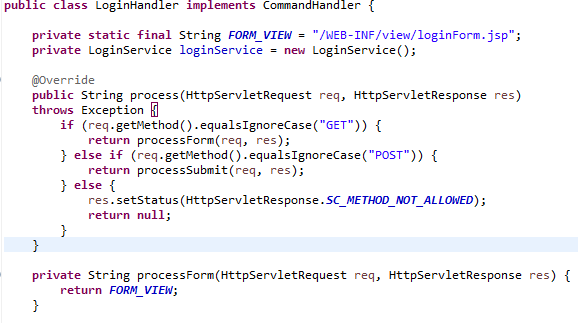 public class LoginHandler implements CommandHandler {
private static final String FORM_VIEW = "/WEB-INF/view/loginForm.jsp";
private LoginService loginService = new LoginService();
@Override
public String process(HttpServletRequest req, HttpServletResponse res)
throws Exception {
if (req.getMethod().equalsIgnoreCase("GET")) {
return processForm(req, res);
} else if (req.getMethod().equalsIgnoreCase("POST")) {
return processSubmit(req, res);
} else {
res.setStatus(HttpServletResponse.SC_METHOD_NOT_ALLOWED);
return null;
}
}
private String processForm(HttpServletRequest req, HttpServletResponse res) {
return FORM_VIEW;
}